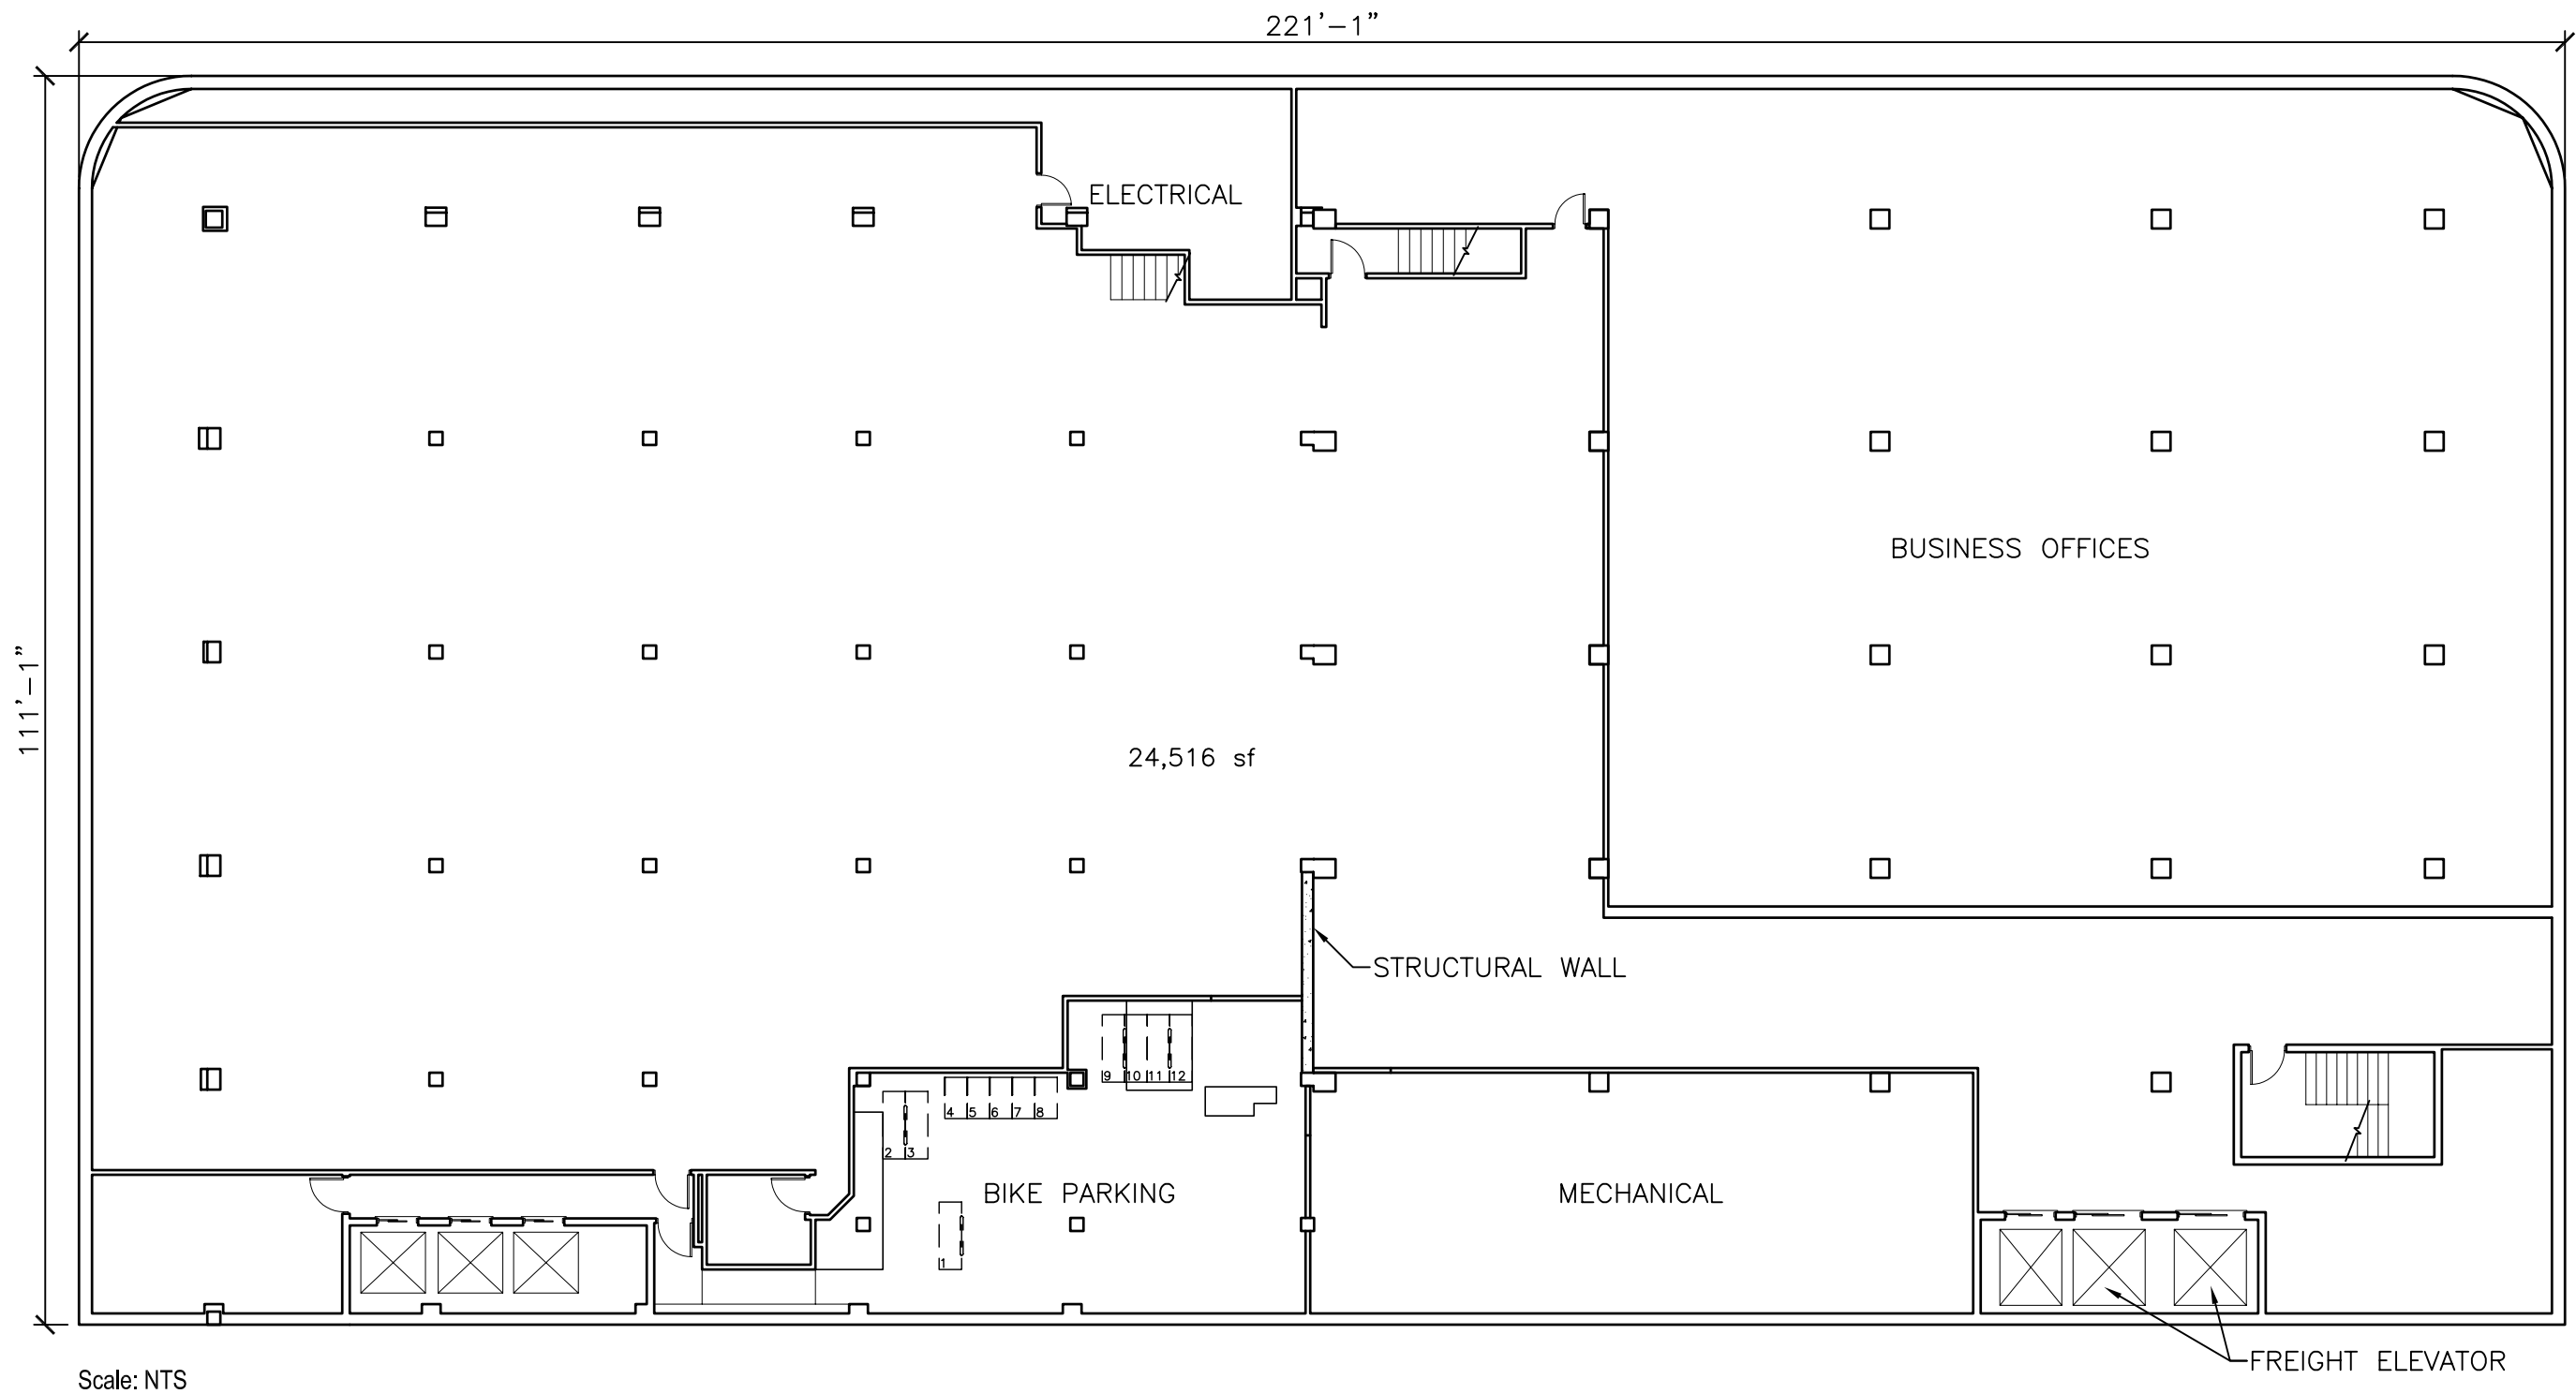 221'-1"
ELECTRICAL
BUSINESS OFFICES
111'-1"
24,516 sf
STRUCTURAL WALL
9 10 11 12
4 5 6 7 8
2 3
BIKE PARKING
MECHANICAL
1
FREIGHT ELEVATOR
Scale: NTS